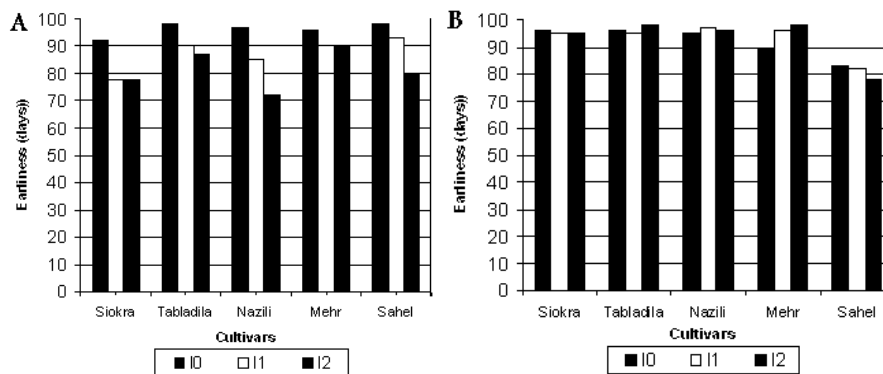 A
Earliness (days))
100
90
80
70
60
50
40
30
20
10
0
Siokra Tabladila Nazili Mehr Sahel
Cultivars
I0 I1 I2
B
Earliness (days))
100
90
80
70
60
50
40
30
20
10
0
Siokra Tabladila Nazili Mehr Sahel
Cultivars
I0 I1 I2